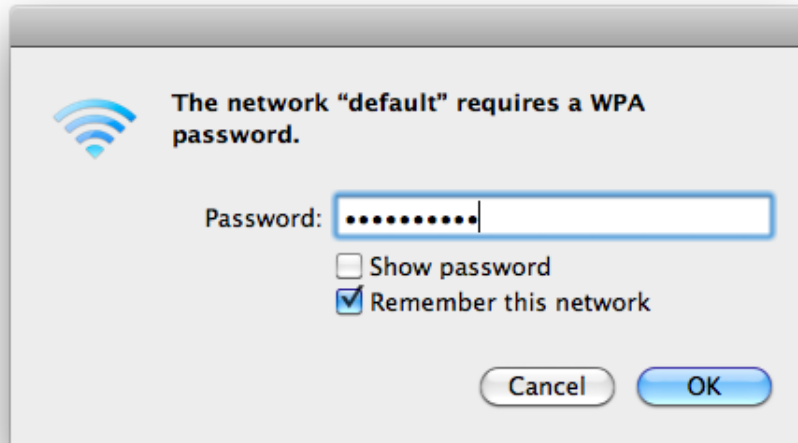 The network “default” requires a WPA
password.
Password: ••••••••••
Show password
Remember this network
Cancel OK